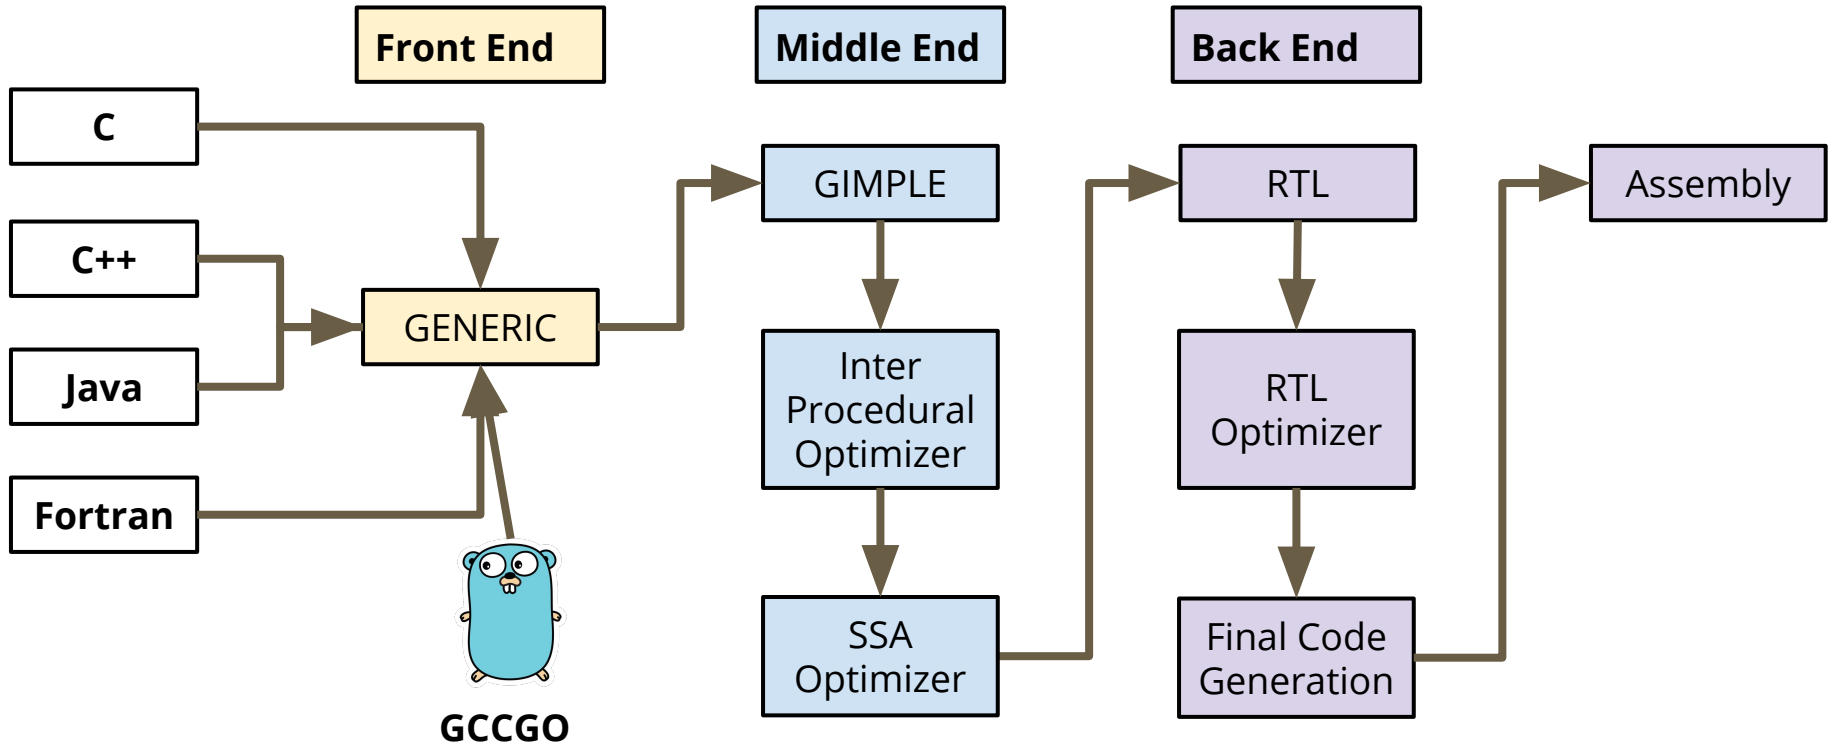 Front End
Middle End
Back End
C
C++
Java
Fortran
GENERIC
GCCGO
GIMPLE
Inter
Procedural
Optimizer
SSA
Optimizer
RTL
RTL
Optimizer
Final Code
Generation
Assembly